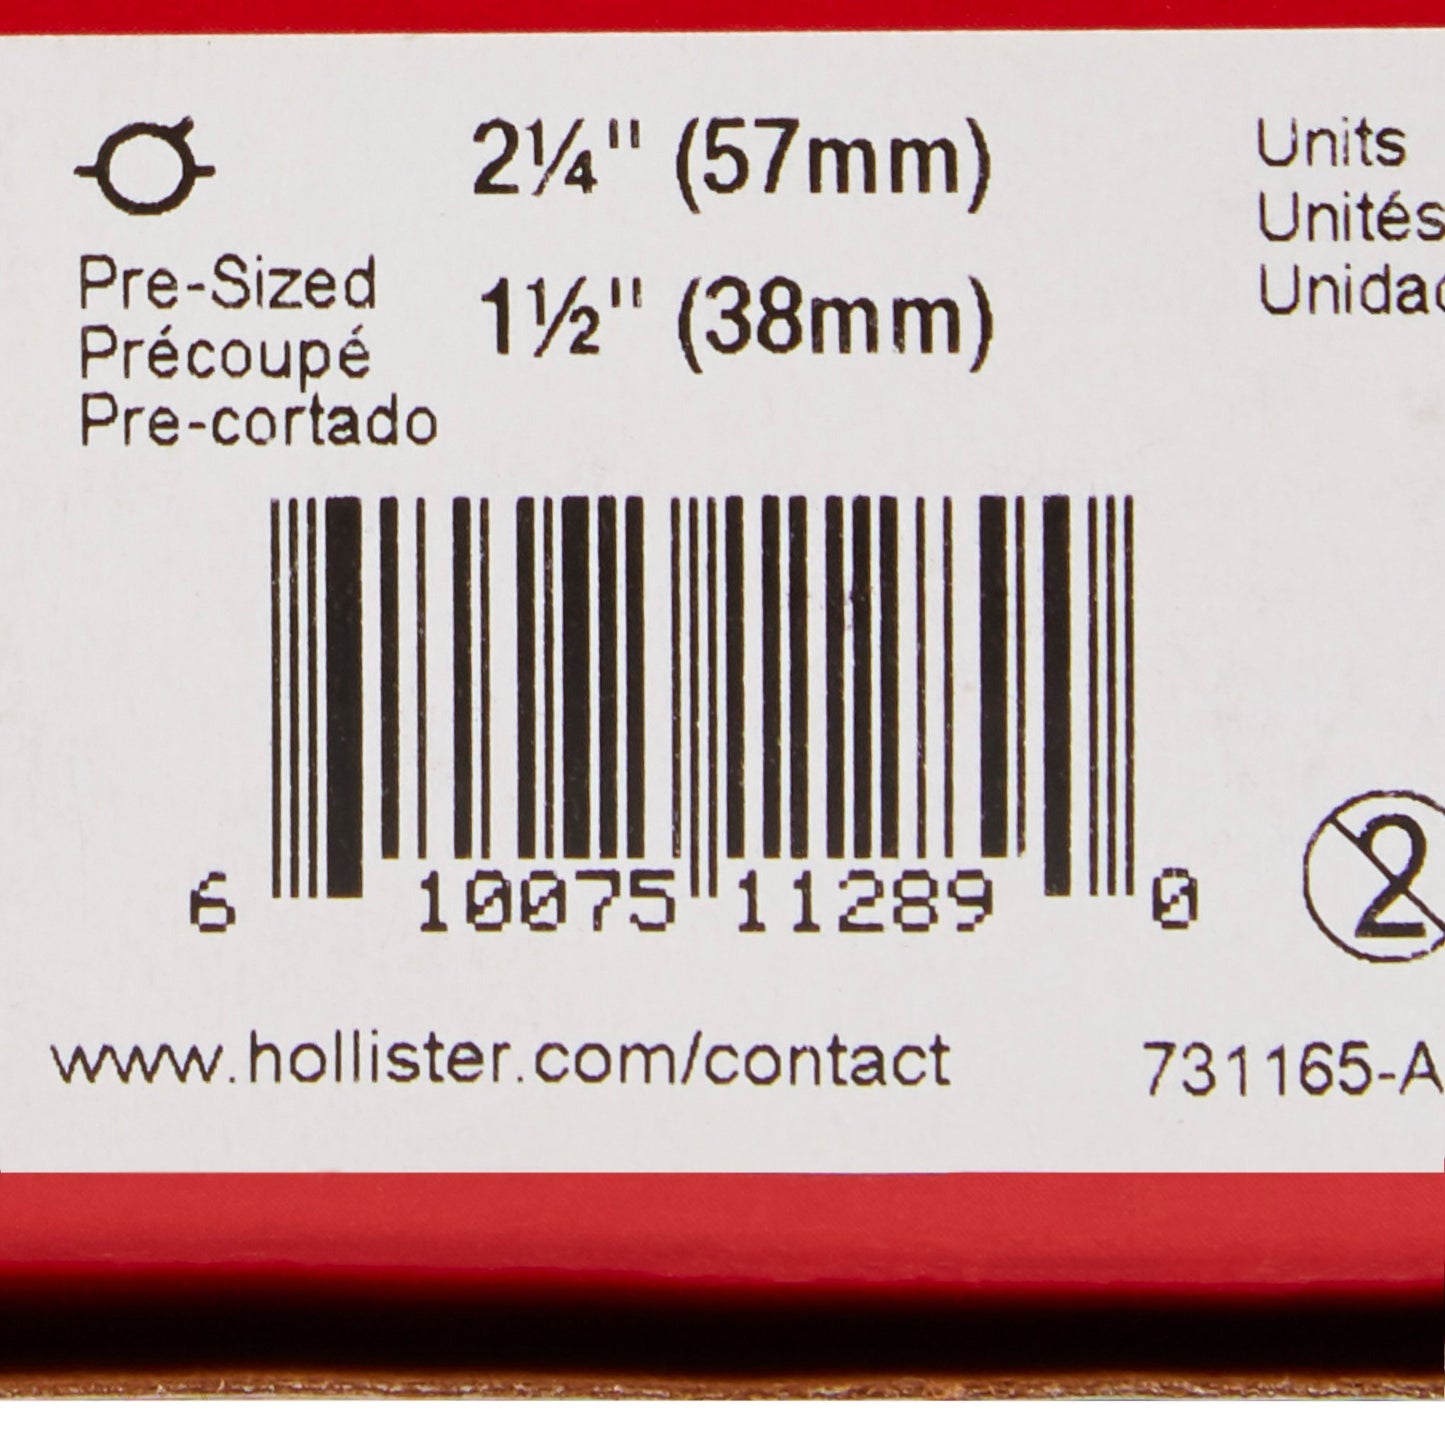 2¼" (57mm)
1½" (38mm)
Pre-Sized
Précoupé
Pre-cortado
Units
Unités
Unidad
6 10075 11289 0
2
www.hollister.com/contact
731165-A